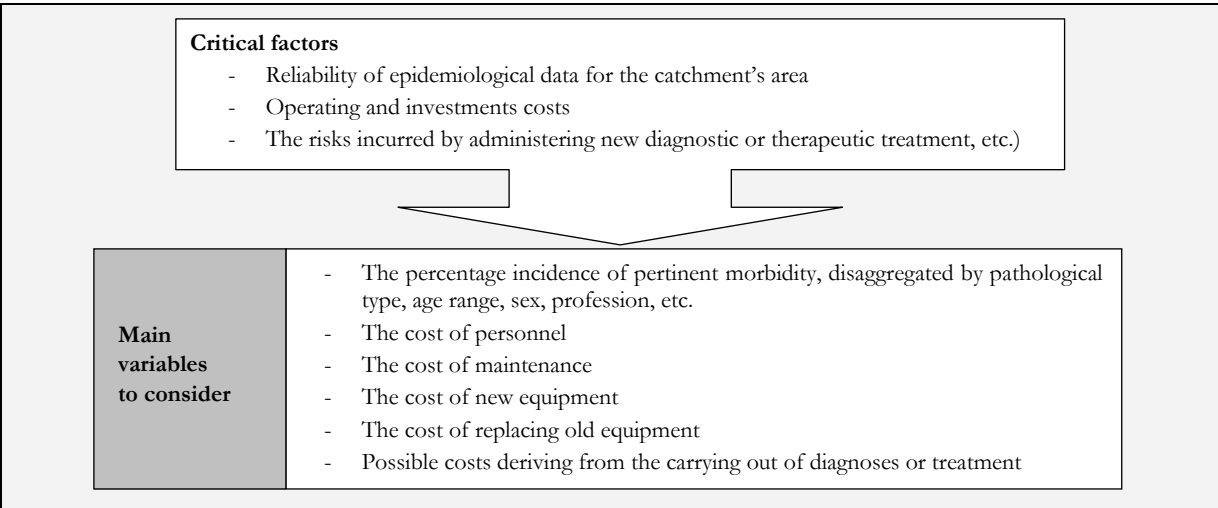 Critical factors
- Reliability of epidemiological data for the catchment’s area
- Operating and investments costs
- The risks incurred by administering new diagnostic or therapeutic treatment, etc.)
Main
variables
to consider
- The percentage incidence of pertinent morbidity, disaggregated by pathological
type, age range, sex, profession, etc.
- The cost of personnel
- The cost of maintenance
- The cost of new equipment
- The cost of replacing old equipment
- Possible costs deriving from the carrying out of diagnoses or treatment